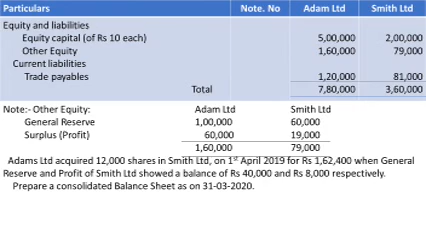 Particulars Note. No Adam Ltd Smith Ltd
Equity and liabilities
Equity capital (of Rs 10 each) 5,00,000 2,00,000
Other Equity 1,60,000 79,000
Current liabilities
Trade payables 1,20,000 81,000
Total 7,80,000 3,60,000
Note:- Other Equity: Adam Ltd Smith Ltd
General Reserve 1,00,000 60,000
Surplus (Profit) 60,000 19,000
1,60,000 79,000
Adams Ltd acquired 12,000 shares in Smith Ltd, on 1st April 2019 for Rs 1,62,400 when General
Reserve and Profit of Smith Ltd showed a balance of Rs 40,000 and Rs 8,000 respectively.
Prepare a consolidated Balance Sheet as on 31-03-2020.